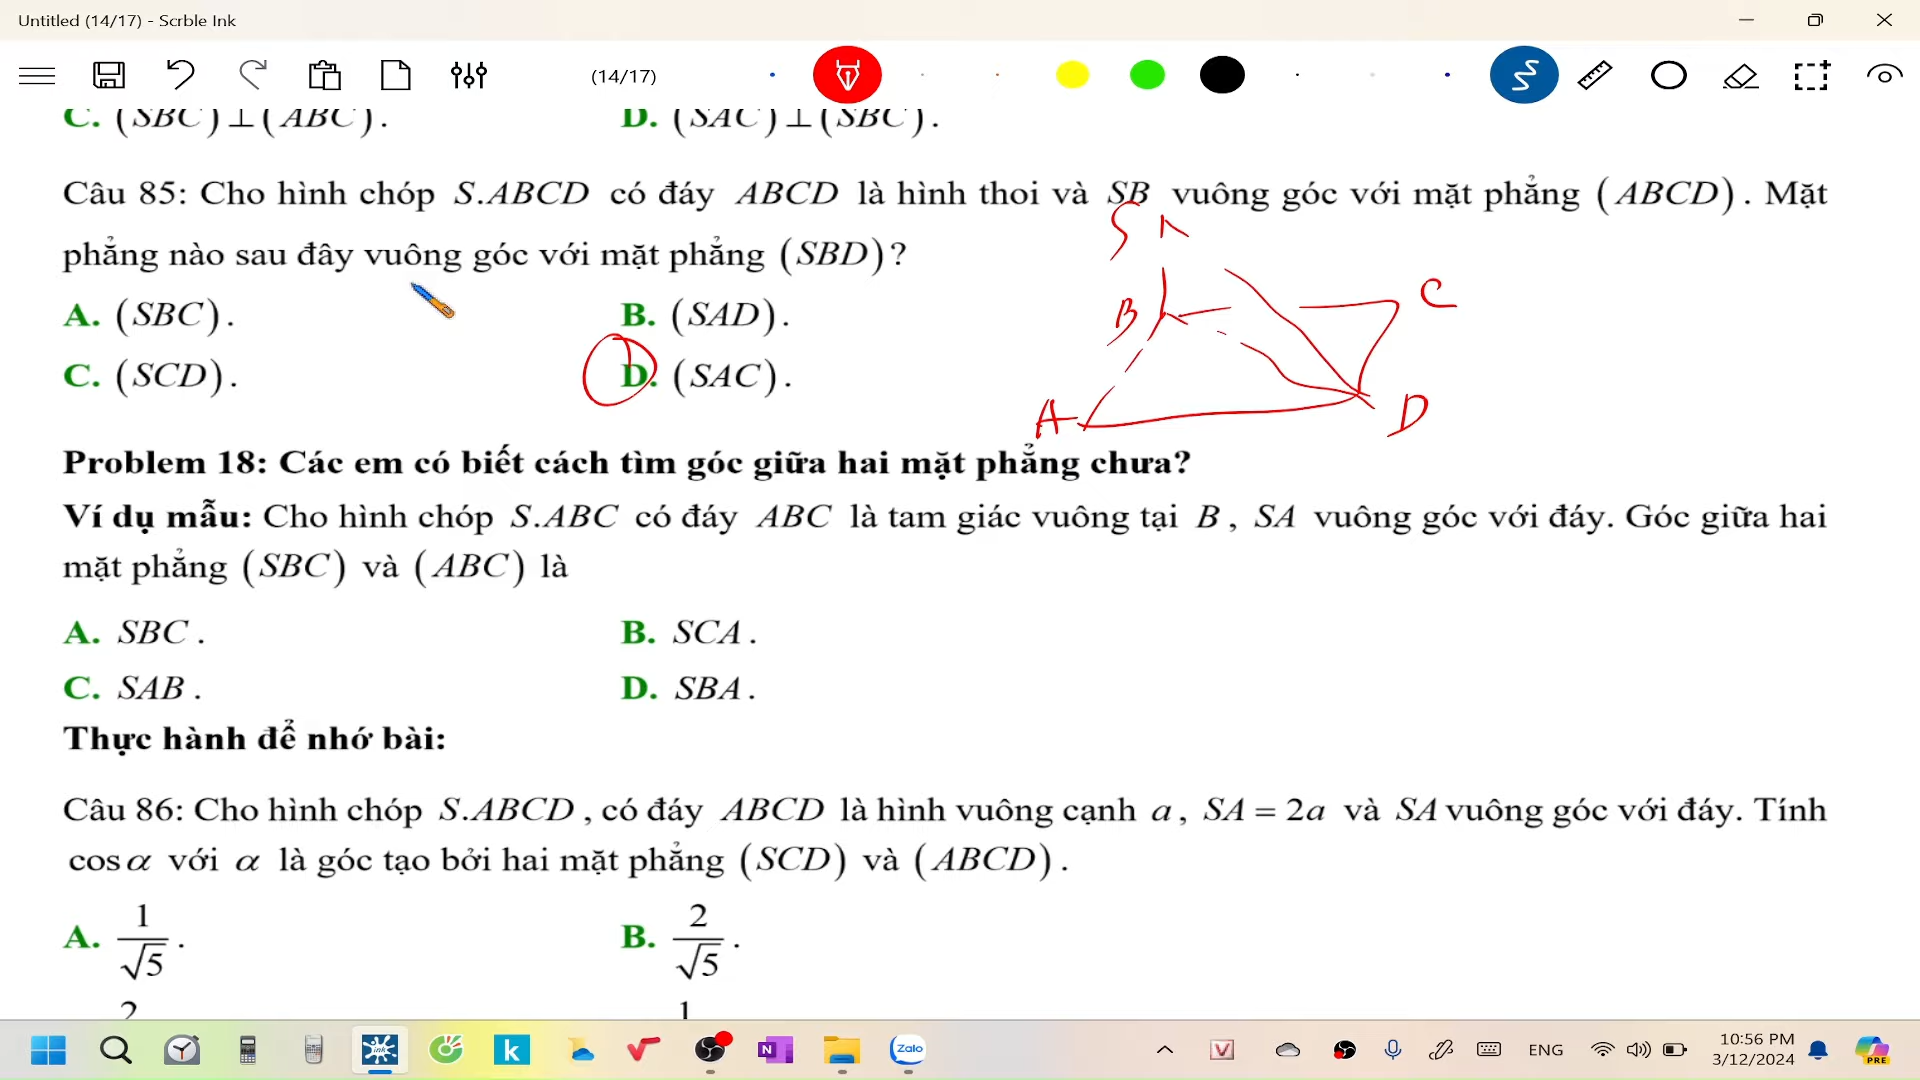 Untitled (14/17) - Scrble Ink
(14/17)
C. (SBC)⊥(ABC).
D. (SAC)⊥(SBC).
Câu 85: Cho hình chóp S.ABCD có đáy ABCD là hình thoi và SB vuông góc với mặt phẳng (ABCD). Mặt
phẳng nào sau đây vuông góc với mặt phẳng (SBD)?
A. (SBC).
B. (SAD).
C. (SCD).
D. (SAC).
S
B
C
A
D
Problem 18: Các em có biết cách tìm góc giữa hai mặt phẳng chưa?
Ví dụ mẫu: Cho hình chóp S.ABC có đáy ABC là tam giác vuông tại B, SA vuông góc với đáy. Góc giữa hai
mặt phẳng (SBC) và (ABC) là
A. SBC.
B. SCA.
C. SAB.
D. SBA.
Thực hành để nhớ bài:
Câu 86: Cho hình chóp S.ABCD, có đáy ABCD là hình vuông cạnh a, SA = 2a và SA vuông góc với đáy. Tính
cosα với α là góc tạo bởi hai mặt phẳng (SCD) và (ABCD).
A. 1/√5.
B. 2/√5.
2
1
Zalo
ENG
10:56 PM
3/12/2024
PRE